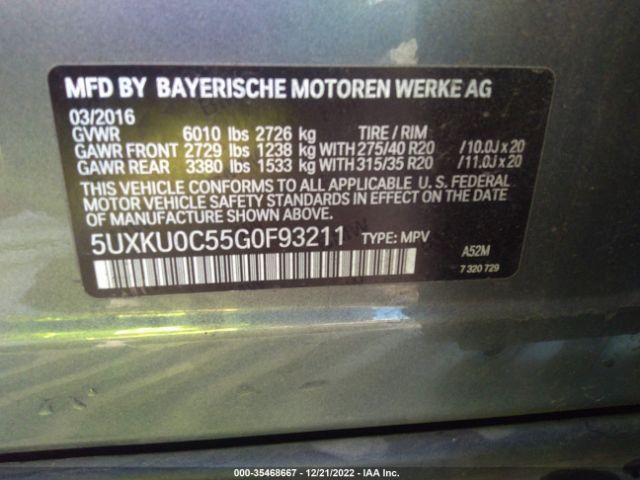 MFD BY BAYERISCHE MOTOREN WERKE AG
03/2016
GVWR 6010 lbs 2726 kg TIRE / RIM
GAWR FRONT 2729 lbs 1238 kg WITH 275/40 R20 /10.0J x 20
GAWR REAR 3380 lbs 1533 kg WITH 315/35 R20 /11.0J x 20
THIS VEHICLE CONFORMS TO ALL APPLICABLE U. S. FEDERAL
MOTOR VEHICLE SAFETY STANDARDS IN EFFECT ON THE DATE
OF MANUFACTURE SHOWN ABOVE.
5UXKU0C55G0F93211 TYPE: MPV
A52M
7 320 729
000-35468667 - 12/21/2022 - IAA Inc.